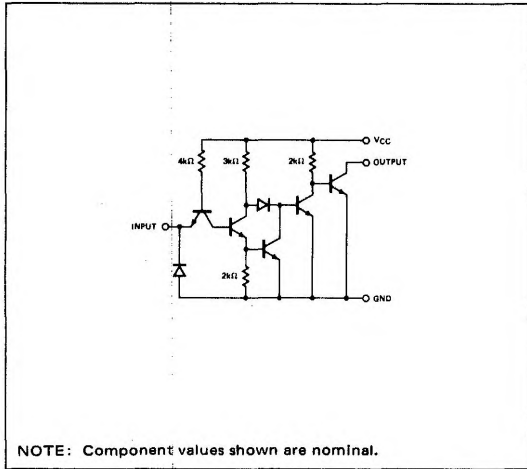 VCC
4kΩ 3kΩ 2kΩ
OUTPUT
INPUT
2kΩ
GND
NOTE: Component values shown are nominal.